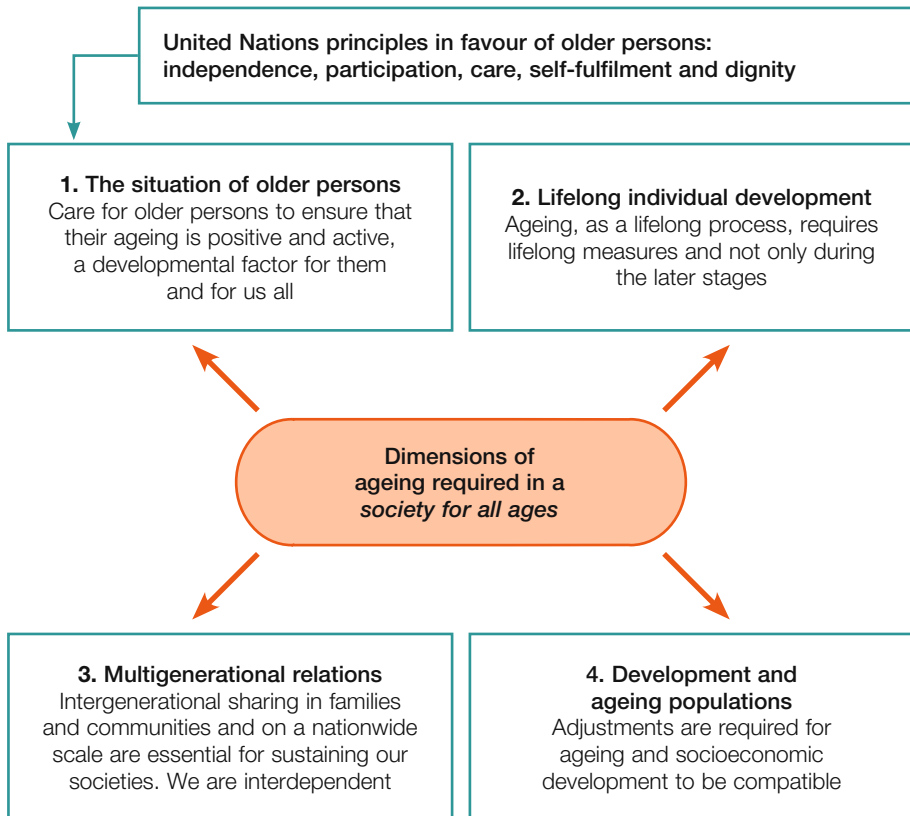 United Nations principles in favour of older persons:
independence, participation, care, self-fulfilment and dignity
1. The situation of older persons
Care for older persons to ensure that
their ageing is positive and active,
a developmental factor for them
and for us all
2. Lifelong individual development
Ageing, as a lifelong process, requires
lifelong measures and not only during
the later stages
Dimensions of
ageing required in a
society for all ages
3. Multigenerational relations
Intergenerational sharing in families
and communities and on a nationwide
scale are essential for sustaining our
societies. We are interdependent
4. Development and
ageing populations
Adjustments are required for
ageing and socioeconomic
development to be compatible